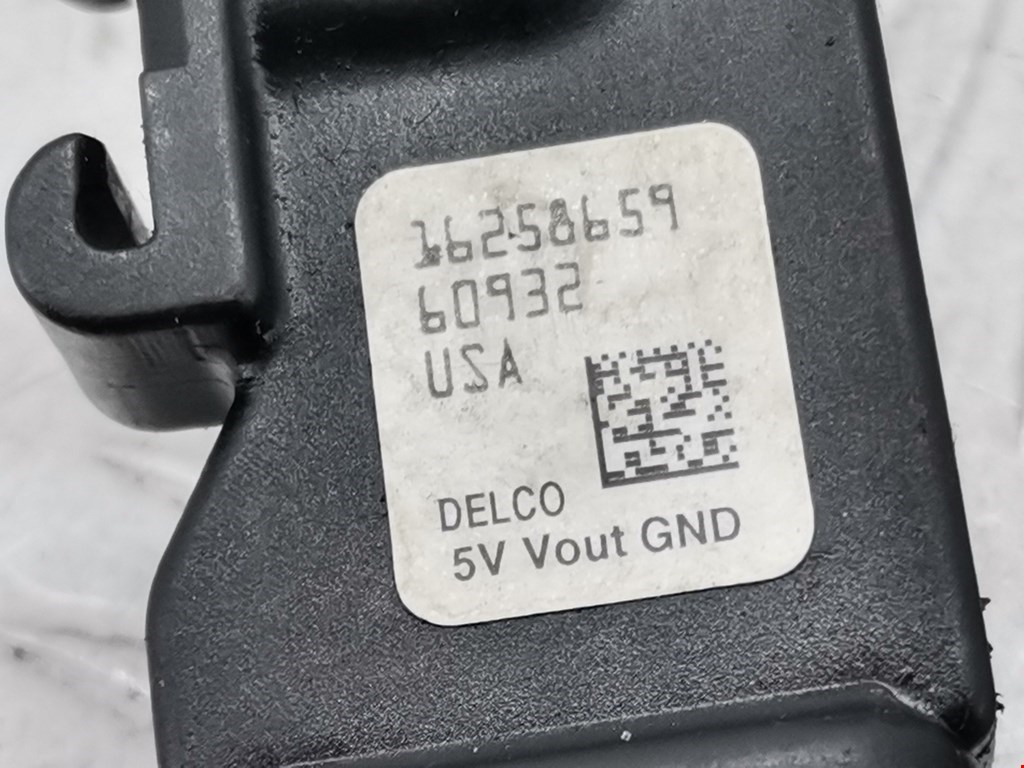 16258659
60932
USA
DELCO
5V Vout GND